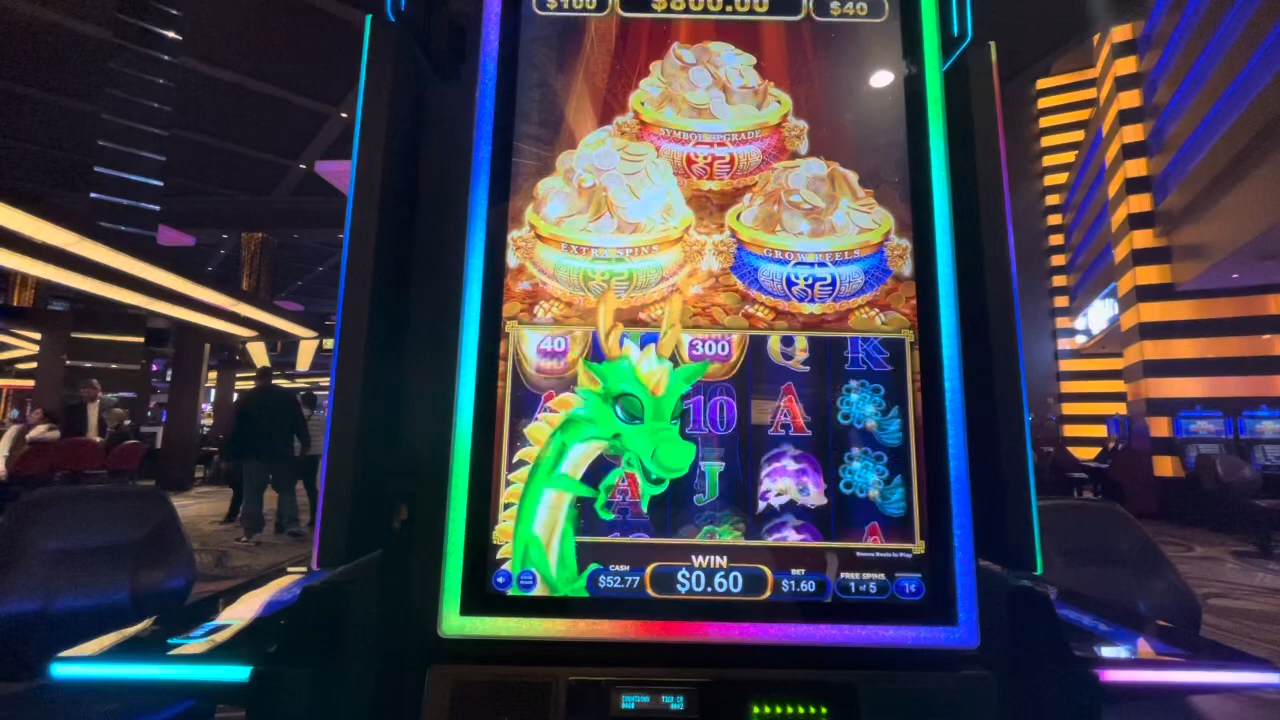 $100 $800.00 $40
SYMBOL UPGRADE
EXTRA SPINS
GROW REELS
40 300 Q K
A 10 A
A J
A
WIN
CASH $52.77
$0.60
BET $1.60
FREE SPINS 1 of 5
1¢
COUNTDOWN